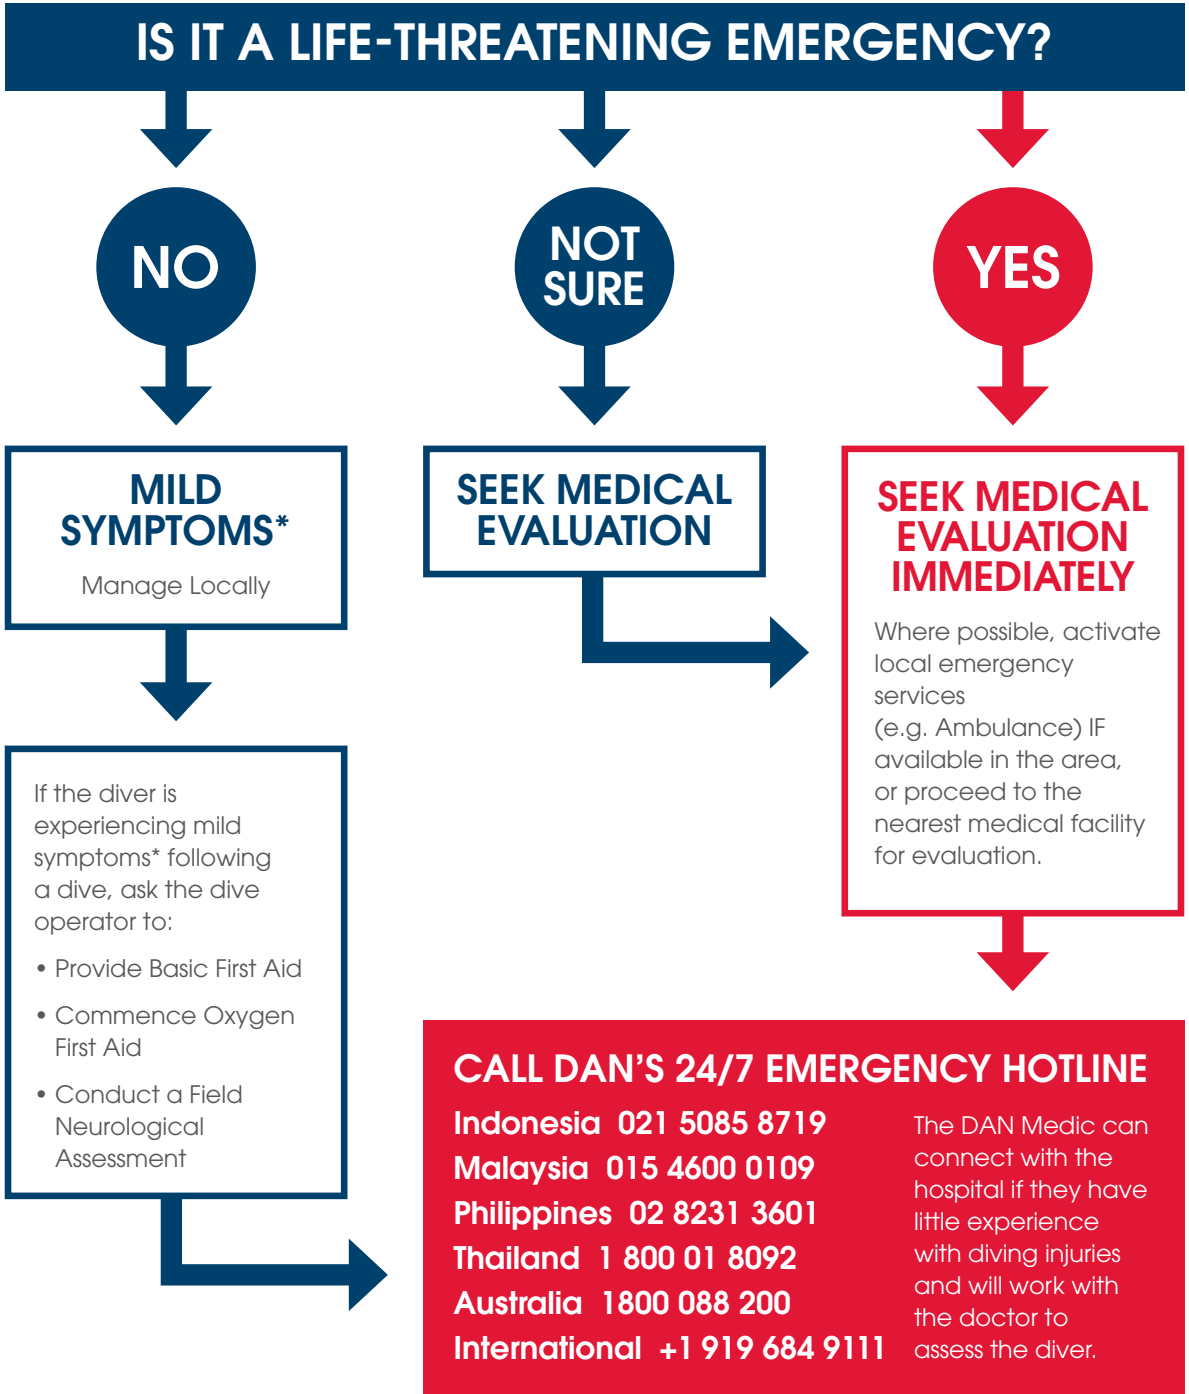 IS IT A LIFE-THREATENING EMERGENCY?
NO
NOT
SURE
YES
MILD
SYMPTOMS*
Manage Locally
SEEK MEDICAL
EVALUATION
SEEK MEDICAL
EVALUATION
IMMEDIATELY
Where possible, activate
local emergency
services
(e.g. Ambulance) IF
available in the area,
or proceed to the
nearest medical facility
for evaluation.
If the diver is
experiencing mild
symptoms* following
a dive, ask the dive
operator to:
• Provide Basic First Aid
• Commence Oxygen
First Aid
• Conduct a Field
Neurological
Assessment
CALL DAN’S 24/7 EMERGENCY HOTLINE
Indonesia 021 5085 8719
Malaysia 015 4600 0109
Philippines 02 8231 3601
Thailand 1 800 01 8092
Australia 1800 088 200
International +1 919 684 9111
The DAN Medic can
connect with the
hospital if they have
little experience
with diving injuries
and will work with
the doctor to
assess the diver.